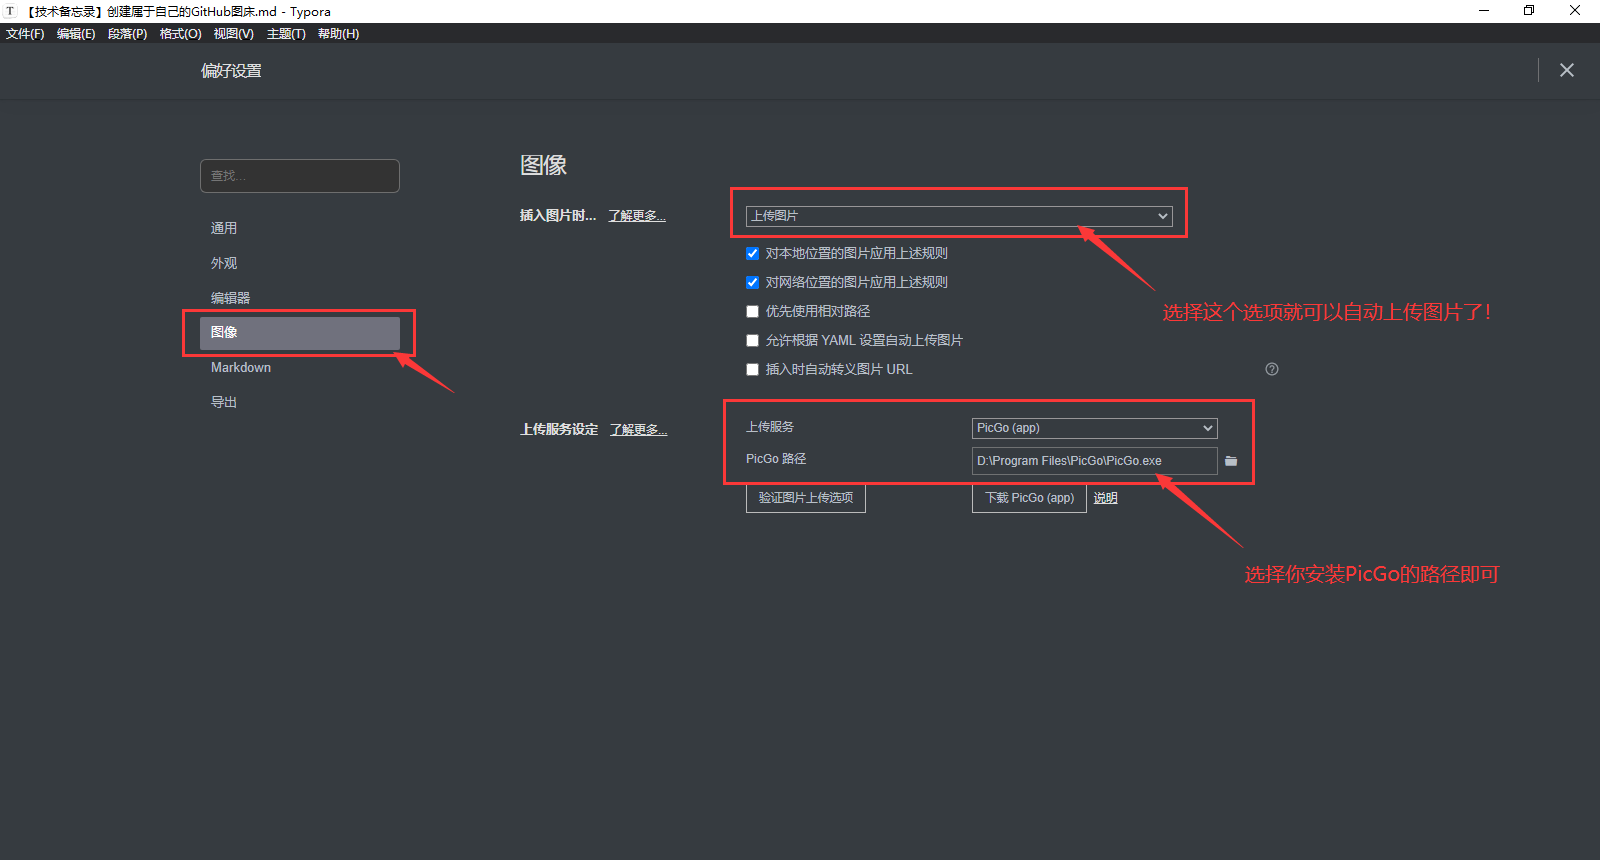 T 【技术备忘录】创建属于自己的GitHub图床.md - Typora
文件(F) 编辑(E) 段落(P) 格式(O) 视图(V) 主题(T) 帮助(H)
偏好设置
查找...
通用
外观
编辑器
图像
Markdown
导出
图像
插入图片时... 了解更多...
上传图片
对本地位置的图片应用上述规则
对网络位置的图片应用上述规则
优先使用相对路径
允许根据 YAML 设置自动上传图片
插入时自动转义图片 URL
选择这个选项就可以自动上传图片了!
上传服务设定 了解更多...
上传服务 PicGo (app)
PicGo 路径 D:\Program Files\PicGo\PicGo.exe
验证图片上传选项 下载 PicGo (app) 说明
选择你安装PicGo的路径即可